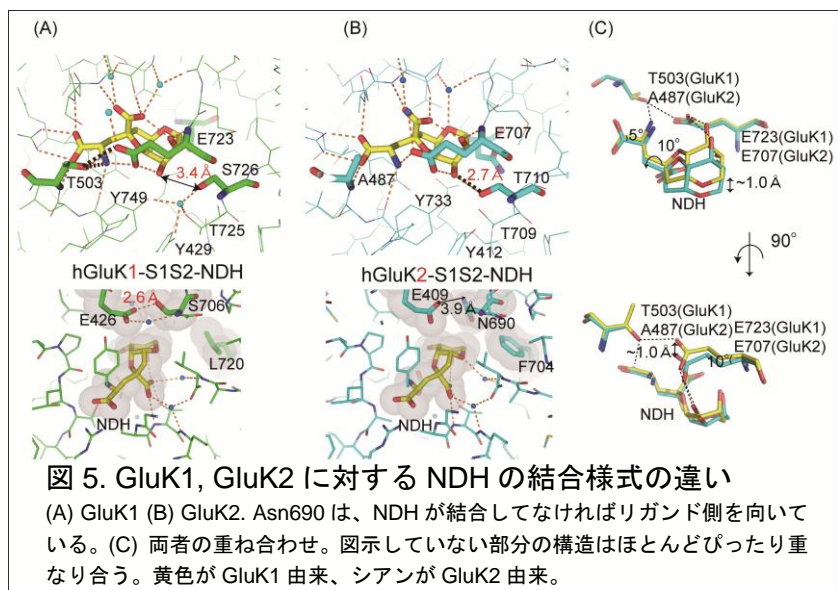 (A)
(B)
(C)
T503(GluK1)
A487(GluK2)
E723
3.4 Å
S726
T503
Y749
T725
Y429
E707
2.7 Å
A487
T710
Y733
T709
Y412
5°
10°
E723(GluK1)
E707(GluK2)
~1.0 Å
NDH
90°
hGluK1-S1S2-NDH
hGluK2-S1S2-NDH
2.6 Å
S706
E426
L720
NDH
E409
3.9 Å
N690
F704
NDH
T503(GluK1)
A487(GluK2)
E723(GluK1)
E707(GluK2)
~1.0 Å
10°
NDH
図 5. GluK1, GluK2 に対する NDH の結合様式の違い
(A) GluK1 (B) GluK2. Asn690 は、NDH が結合してなければリガンド側を向いて
いる。(C) 両者の重ね合わせ。図示していない部分の構造はほとんどぴったり重
なり合う。黄色が GluK1 由来、シアンが GluK2 由来。